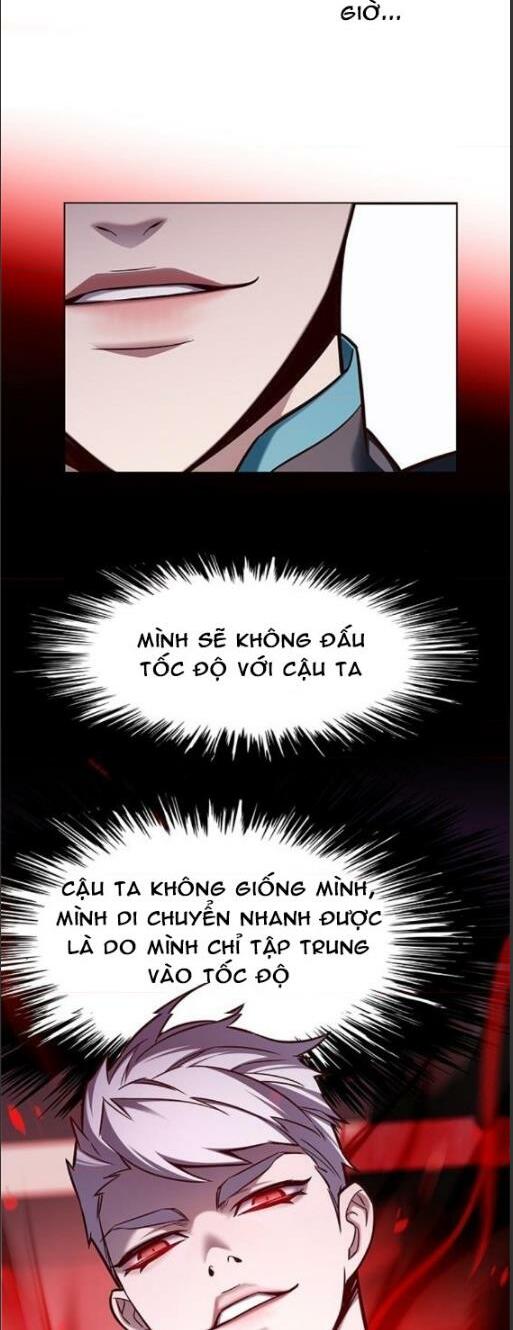 GIỜ...
MÌNH SẼ KHÔNG ĐẤU
TỐC ĐỘ VỚI CẬU TA
CẬU TA KHÔNG GIỐNG MÌNH,
MÌNH DI CHUYỂN NHANH ĐƯỢC
LÀ DO MÌNH CHỈ TẬP TRUNG
VÀO TỐC ĐỘ